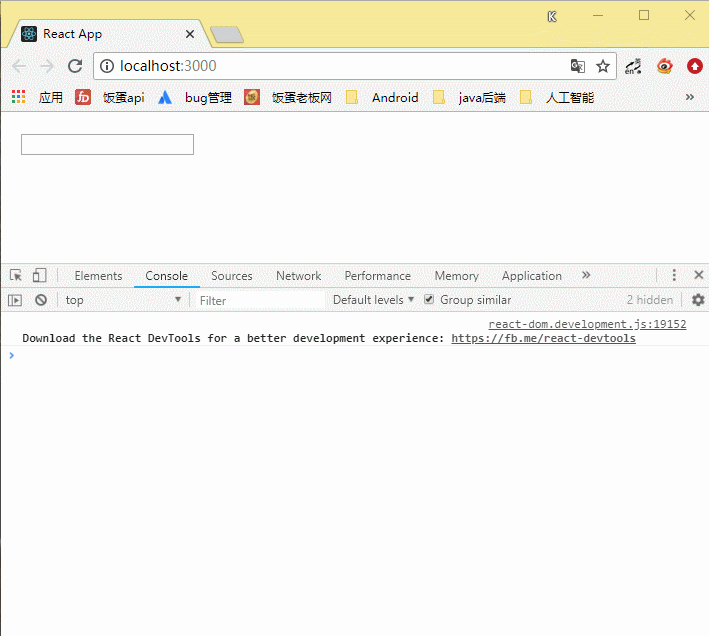 React App
localhost:3000
应用 饭蛋api bug管理 饭蛋老板网 Android java后端 人工智能 »
Elements Console Sources Network Performance Memory Application »
top Filter Default levels Group similar 2 hidden
react-dom.development.js:19152
Download the React DevTools for a better development experience: https://fb.me/react-devtools